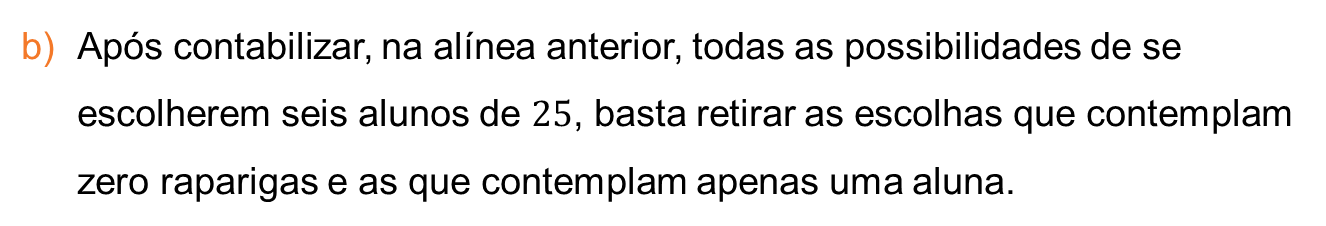 b) Após contabilizar, na alínea anterior, todas as possibilidades de se
escolherem seis alunos de 25, basta retirar as escolhas que contemplam
zero raparigas e as que contemplam apenas uma aluna.